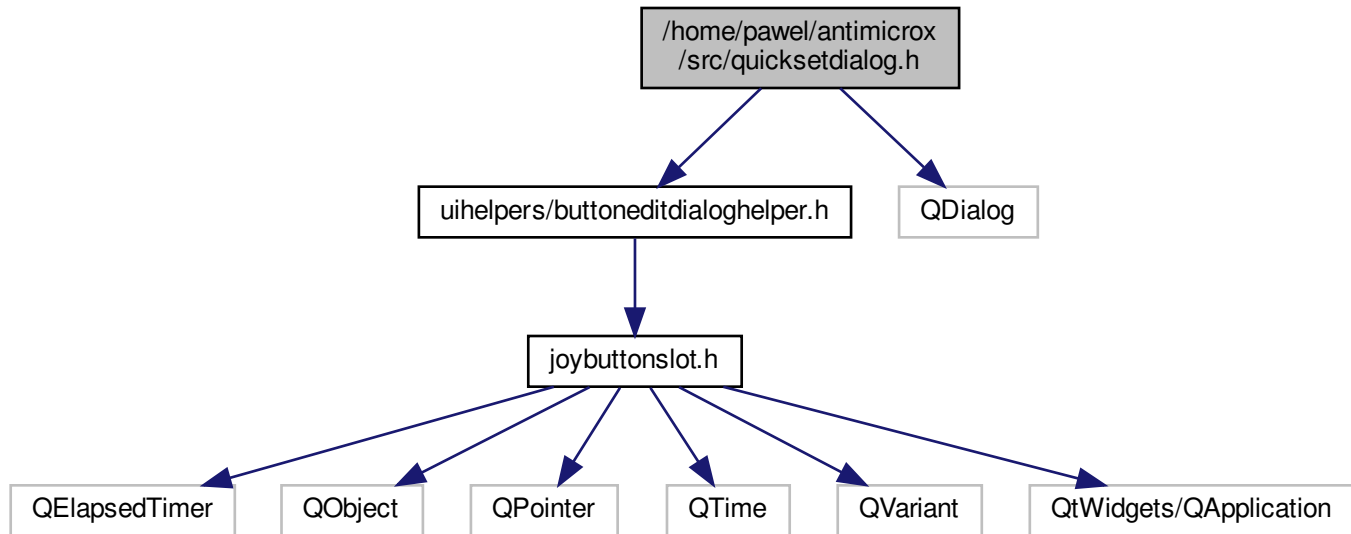 /home/pawel/antimicrox
/src/quicksetdialog.h
uihelpers/buttoneditdialoghelper.h
QDialog
joybuttonslot.h
QElapsedTimer
QObject
QPointer
QTime
QVariant
QtWidgets/QApplication